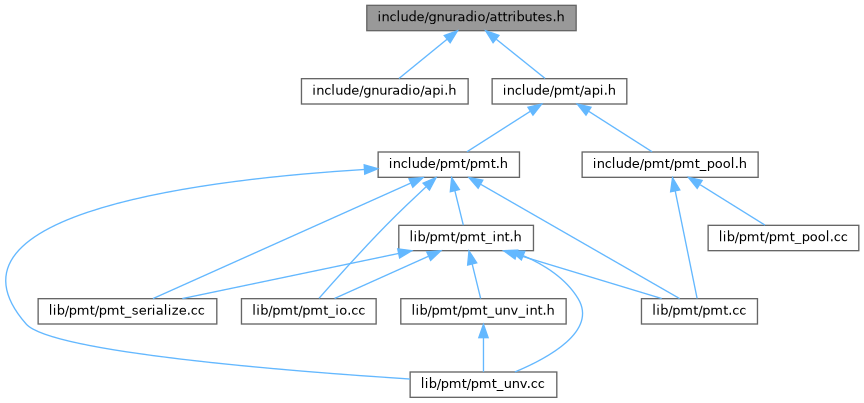 include/gnuradio/attributes.h
include/gnuradio/api.h
include/pmt/api.h
include/pmt/pmt.h
include/pmt/pmt_pool.h
lib/pmt/pmt_int.h
lib/pmt/pmt_pool.cc
lib/pmt/pmt_serialize.cc
lib/pmt/pmt_io.cc
lib/pmt/pmt_unv_int.h
lib/pmt/pmt.cc
lib/pmt/pmt_unv.cc